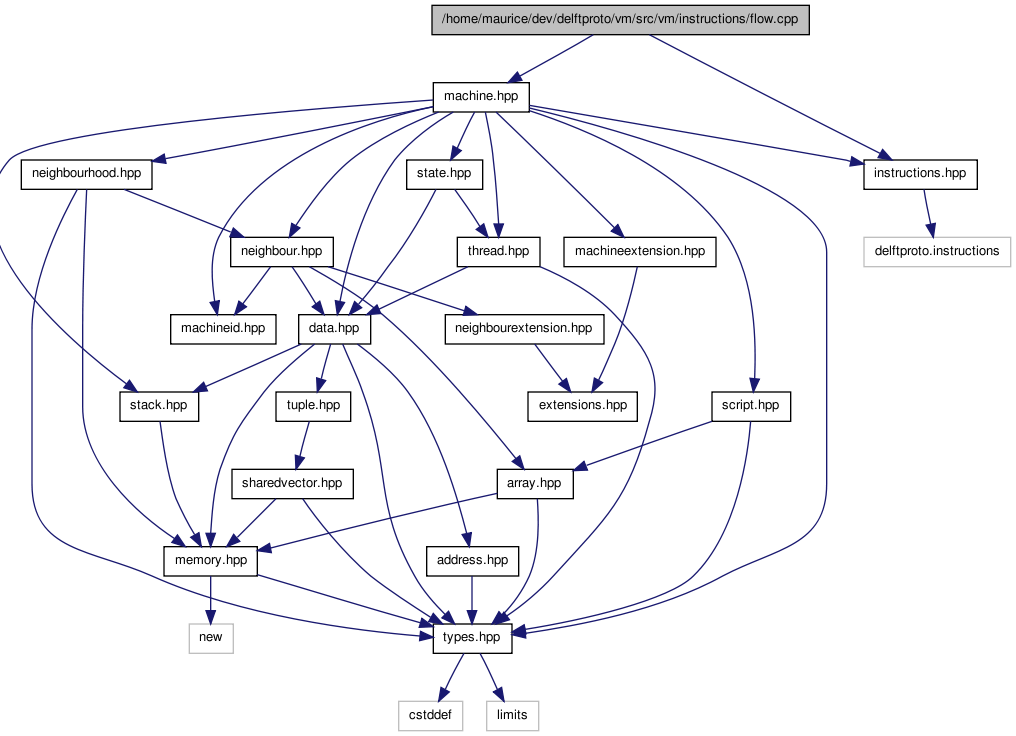 /home/maurice/dev/delftproto/vm/src/vm/instructions/flow.cpp
machine.hpp
neighbourhood.hpp
state.hpp
instructions.hpp
neighbour.hpp
thread.hpp
machineextension.hpp
delftproto.instructions
machineid.hpp
data.hpp
neighbourextension.hpp
stack.hpp
tuple.hpp
extensions.hpp
script.hpp
sharedvector.hpp
array.hpp
memory.hpp
address.hpp
new
types.hpp
cstddef
limits